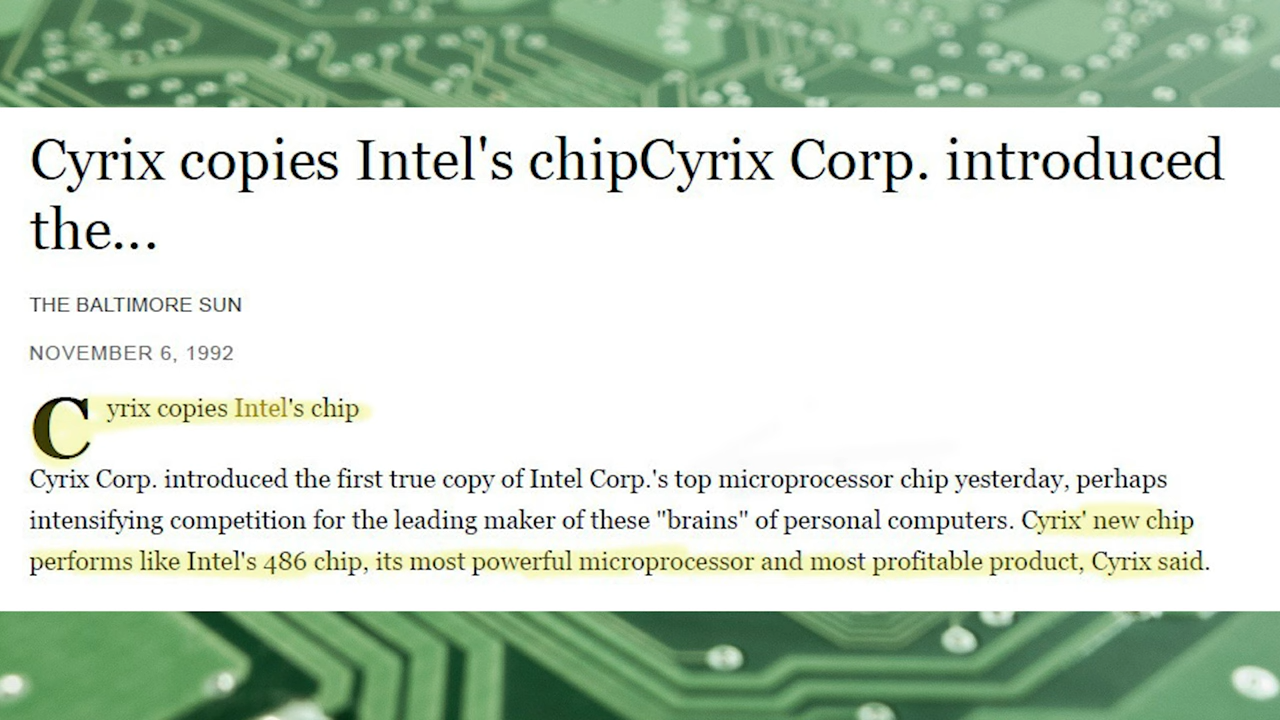 Cyrix copies Intel's chipCyrix Corp. introduced
the...
THE BALTIMORE SUN
NOVEMBER 6, 1992
Cyrix copies Intel's chip
Cyrix Corp. introduced the first true copy of Intel Corp.'s top microprocessor chip yesterday, perhaps
intensifying competition for the leading maker of these "brains" of personal computers. Cyrix' new chip
performs like Intel's 486 chip, its most powerful microprocessor and most profitable product, Cyrix said.